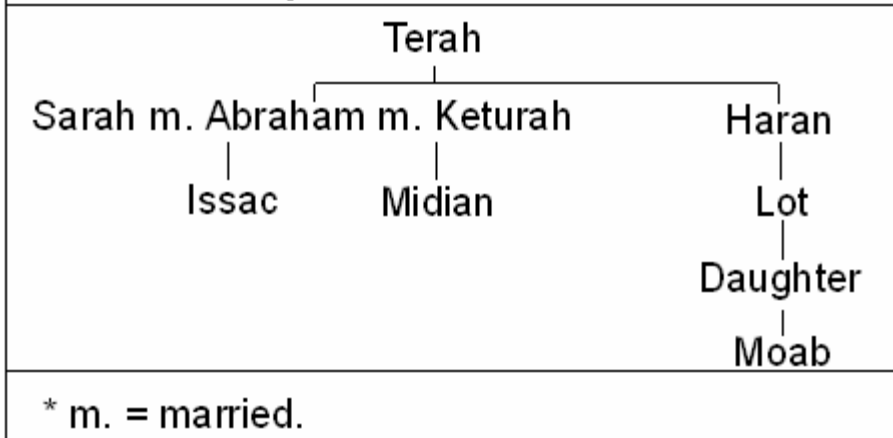 Terah
Sarah m. Abraham m. Keturah Haran
Issac Midian Lot
Daughter
Moab
* m. = married.